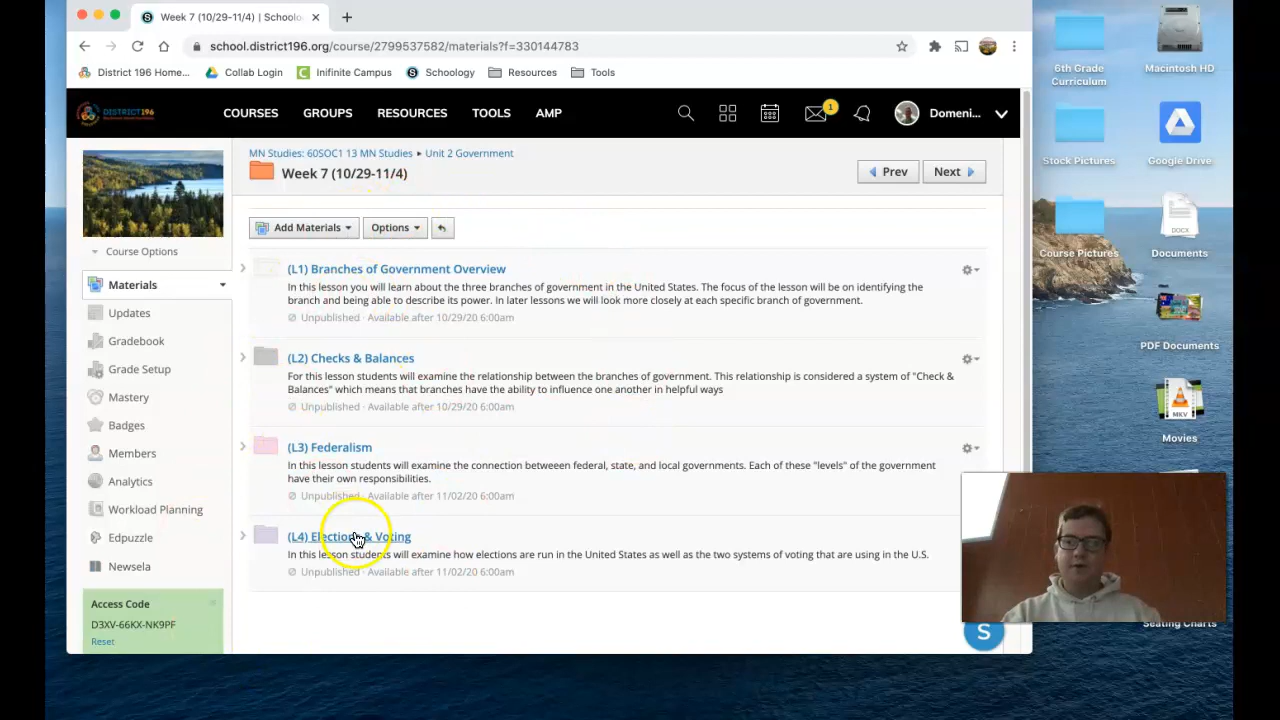 Week 7 (10/29-11/4) | Schoolo
school.district196.org/course/2799537582/materials?f=330144783
District 196 Home...
Collab Login
Inifinite Campus
Schoology
Resources
Tools
DISTRICT196
COURSES
GROUPS
RESOURCES
TOOLS
AMP
1
Domeni...
MN Studies: 60SOC1 13 MN Studies ▸ Unit 2 Government
Week 7 (10/29-11/4)
Prev
Next
Course Options
Materials
Updates
Gradebook
Grade Setup
Mastery
Badges
Members
Analytics
Workload Planning
Edpuzzle
Newsela
Access Code
D3XV-66KX-NK9PF
Reset
Add Materials
Options
(L1) Branches of Government Overview
In this lesson you will learn about the three branches of government in the United States. The focus of the lesson will be on identifying the
branch and being able to describe its power. In later lessons we will look more closely at each specific branch of government.
Unpublished · Available after 10/29/20 6:00am
(L2) Checks & Balances
For this lesson students will examine the relationship between the branches of government. This relationship is considered a system of "Check &
Balances" which means that branches have the ability to influence one another in helpful ways
Unpublished · Available after 10/29/20 6:00am
(L3) Federalism
In this lesson students will examine the connection betweeen federal, state, and local governments. Each of these "levels" of the government
have their own responsibilities.
Unpublished · Available after 11/02/20 6:00am
(L4) Elections & Voting
In this lesson students will examine how elections are run in the United States as well as the two systems of voting that are using in the U.S.
Unpublished · Available after 11/02/20 6:00am
S
6th Grade
Curriculum
Macintosh HD
Stock Pictures
Google Drive
DOCX
Course Pictures
Documents
PDF Documents
MKV
Movies
Seating Charts